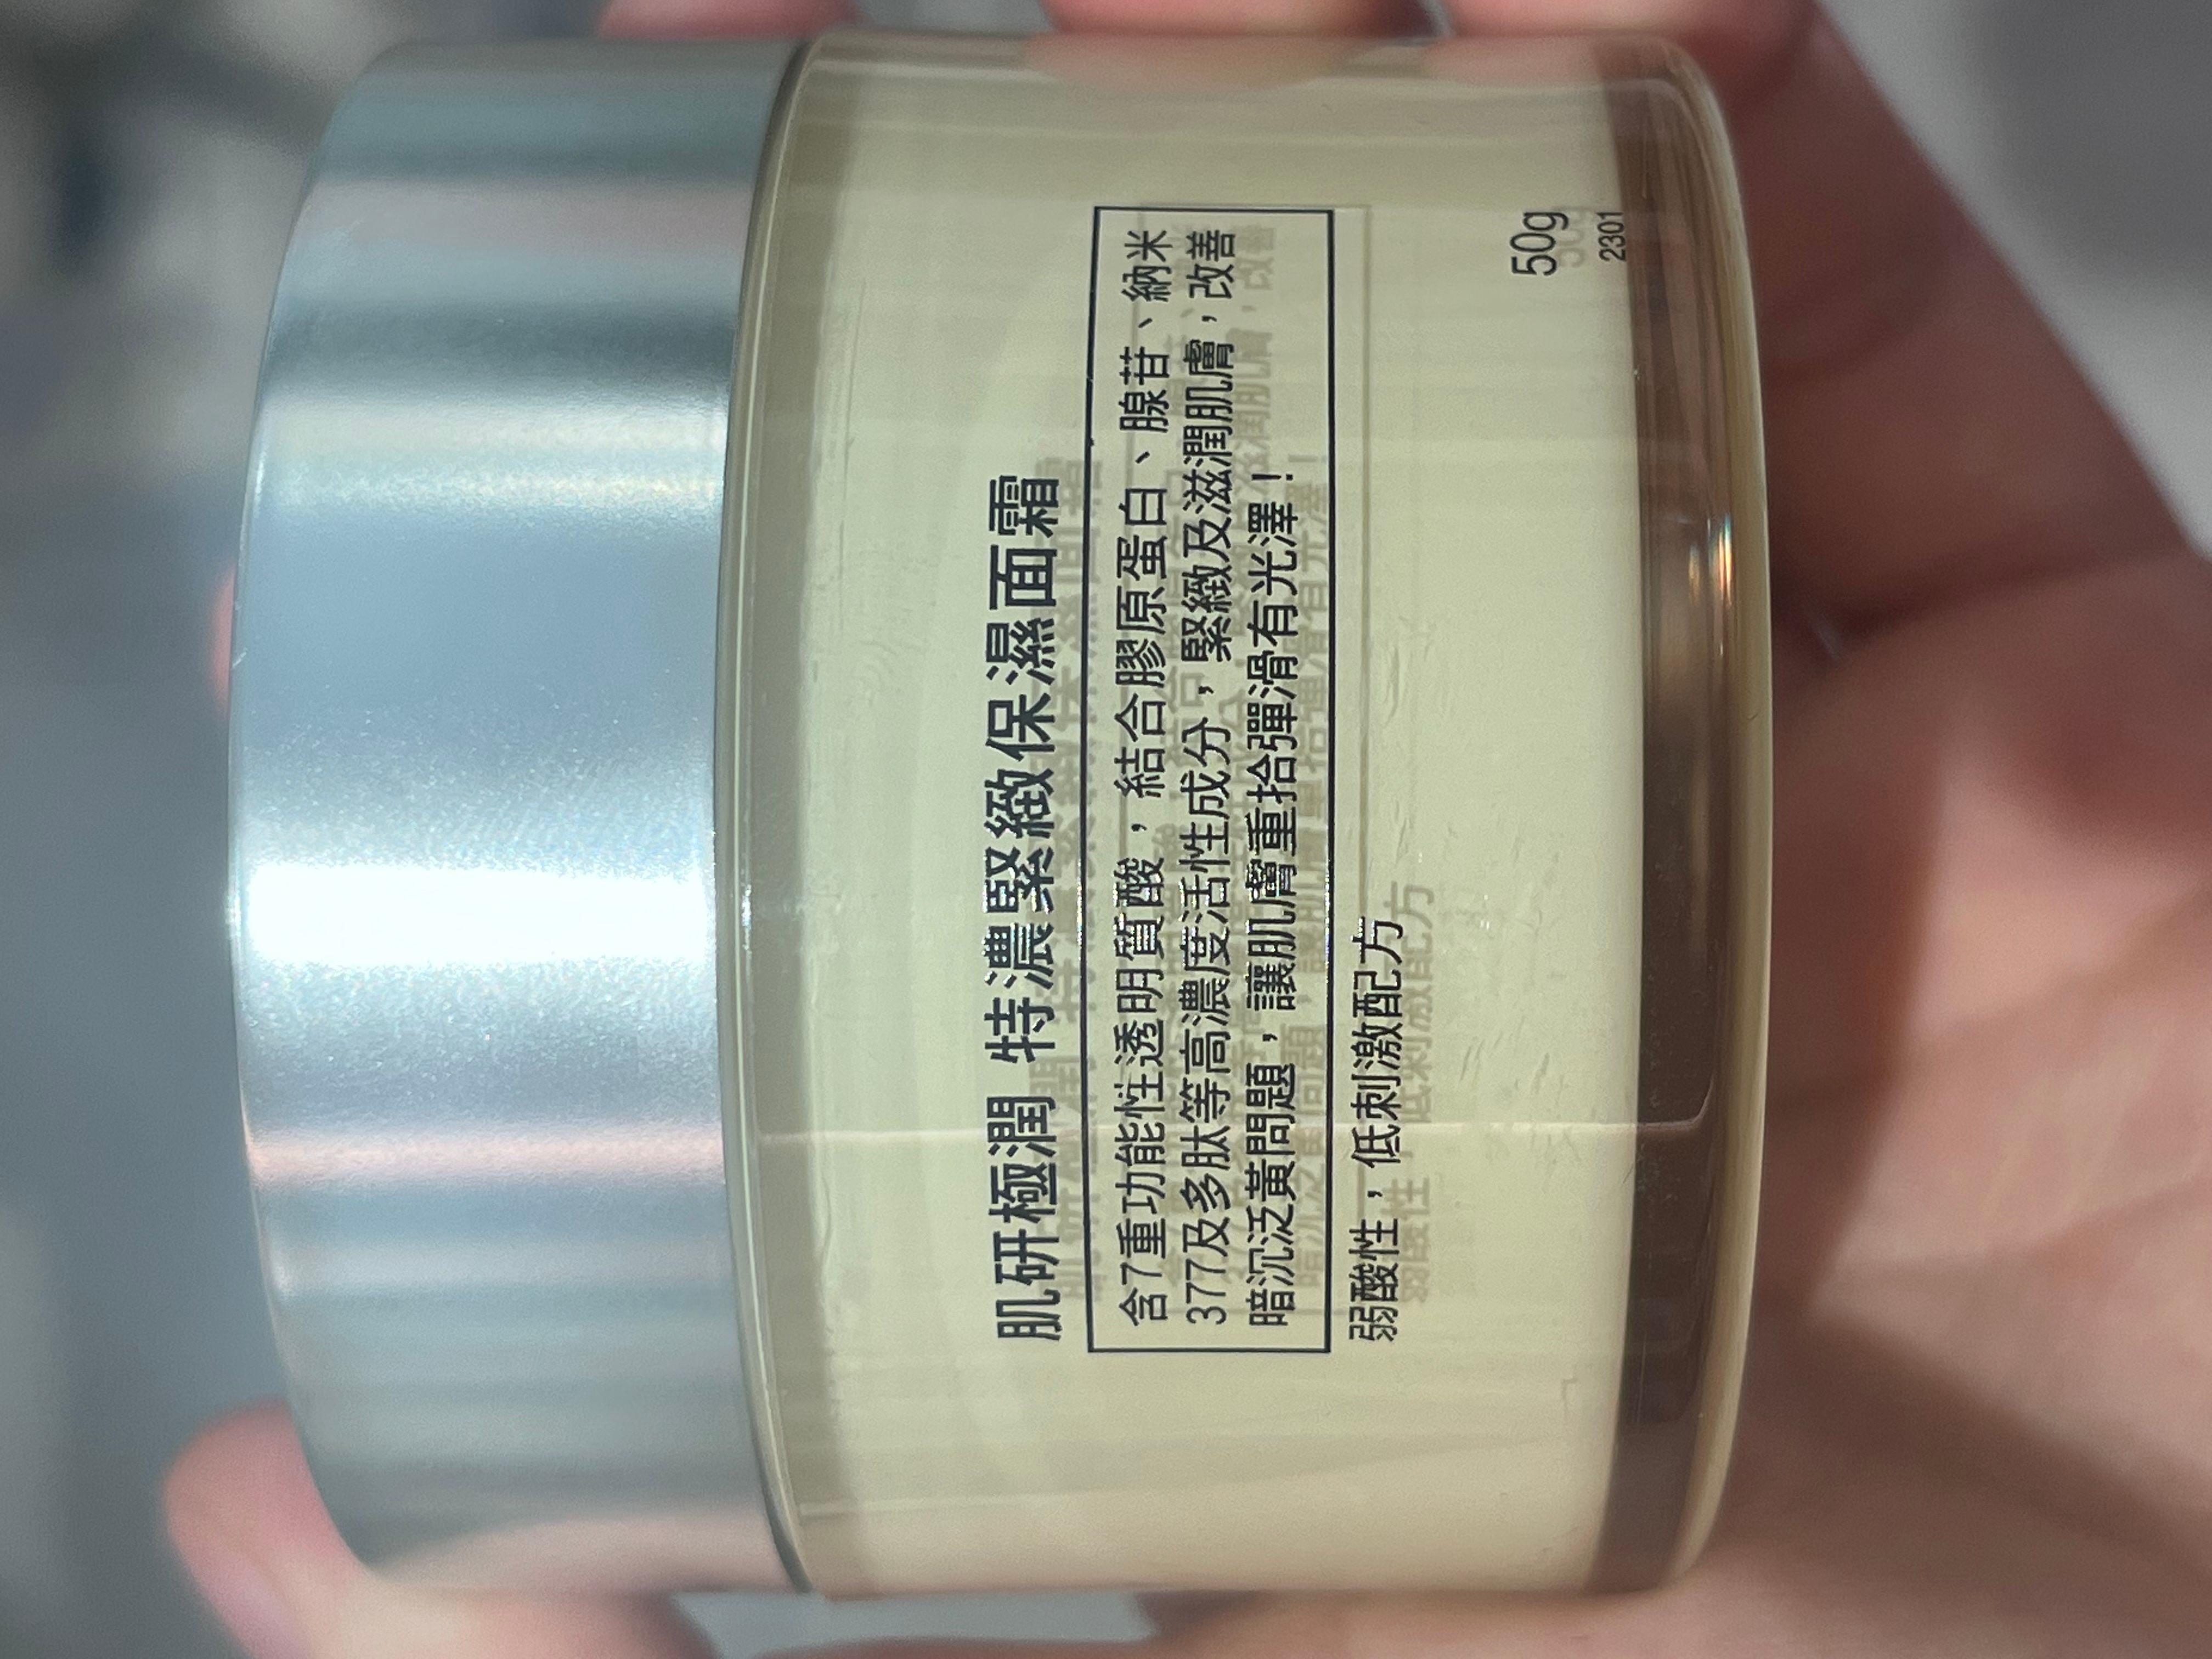 肌研極潤 特濃緊緻保濕面霜
含7重功能性透明質酸，結合膠原蛋白、腺苷、納米
377及多肽等高濃度活性成分，緊緻及滋潤肌膚，改善
暗沉泛黃問題，讓肌膚重拾彈滑有光澤！
弱酸性，低刺激配方
50g
2301